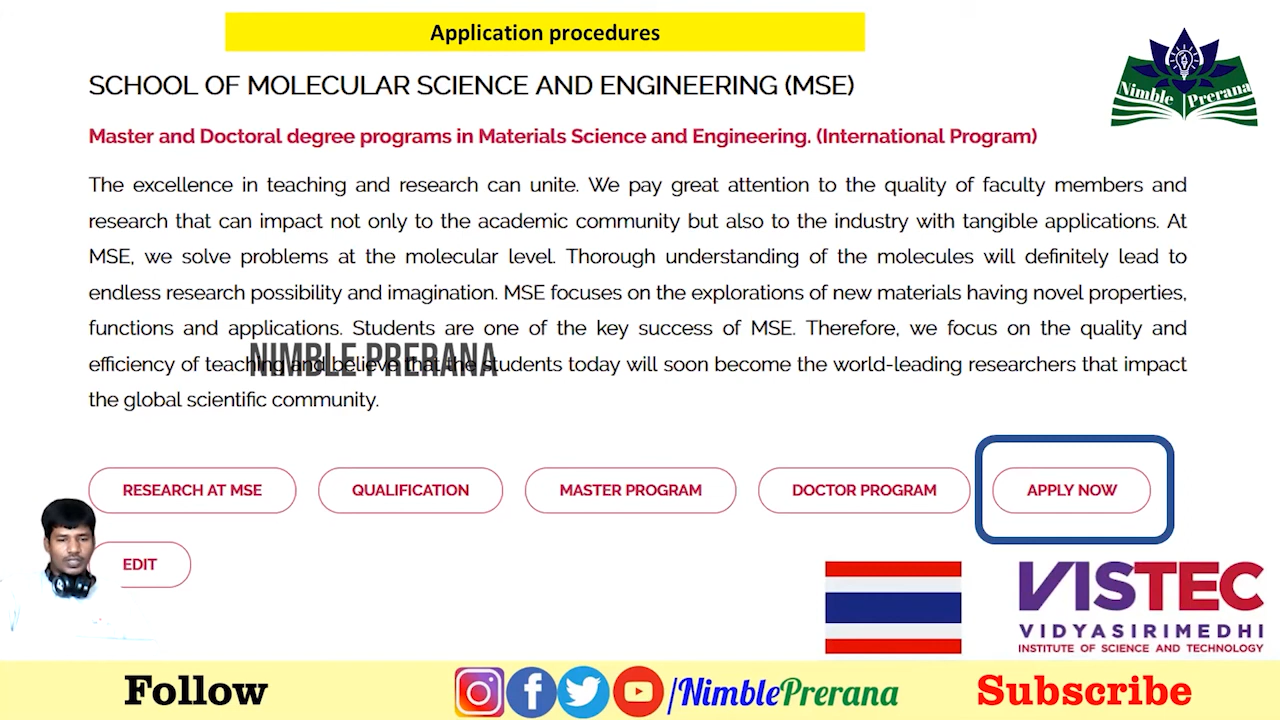 Application procedures
Nimble Prerana
SCHOOL OF MOLECULAR SCIENCE AND ENGINEERING (MSE)
Master and Doctoral degree programs in Materials Science and Engineering. (International Program)
The excellence in teaching and research can unite. We pay great attention to the quality of faculty members and
research that can impact not only to the academic community but also to the industry with tangible applications. At
MSE, we solve problems at the molecular level. Thorough understanding of the molecules will definitely lead to
endless research possibility and imagination. MSE focuses on the explorations of new materials having novel properties,
functions and applications. Students are one of the key success of MSE. Therefore, we focus on the quality and
efficiency of teaching and believe that the students today will soon become the world-leading researchers that impact
NIMBLE PRERANA
the global scientific community.
RESEARCH AT MSE QUALIFICATION MASTER PROGRAM DOCTOR PROGRAM APPLY NOW
EDIT
VISTEC
VIDYASIRIMEDHI
INSTITUTE OF SCIENCE AND TECHNOLOGY
Follow /NimblePrerana Subscribe